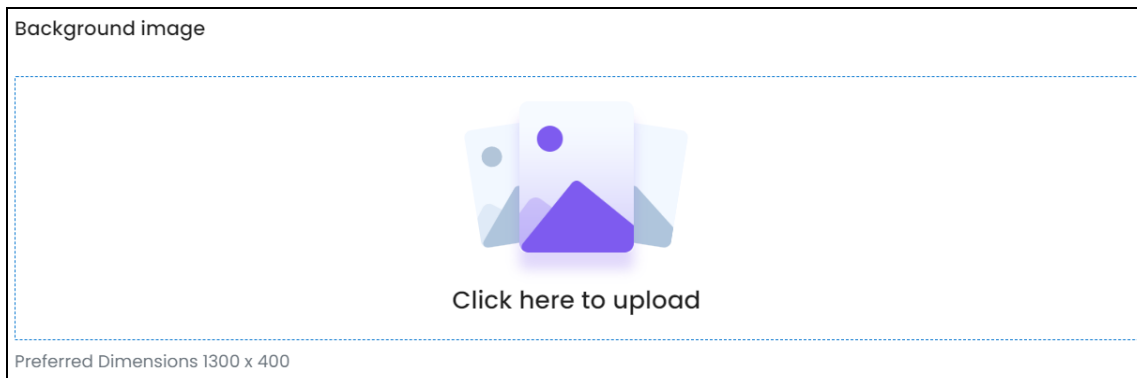 Background image
Click here to upload
Preferred Dimensions 1300 x 400